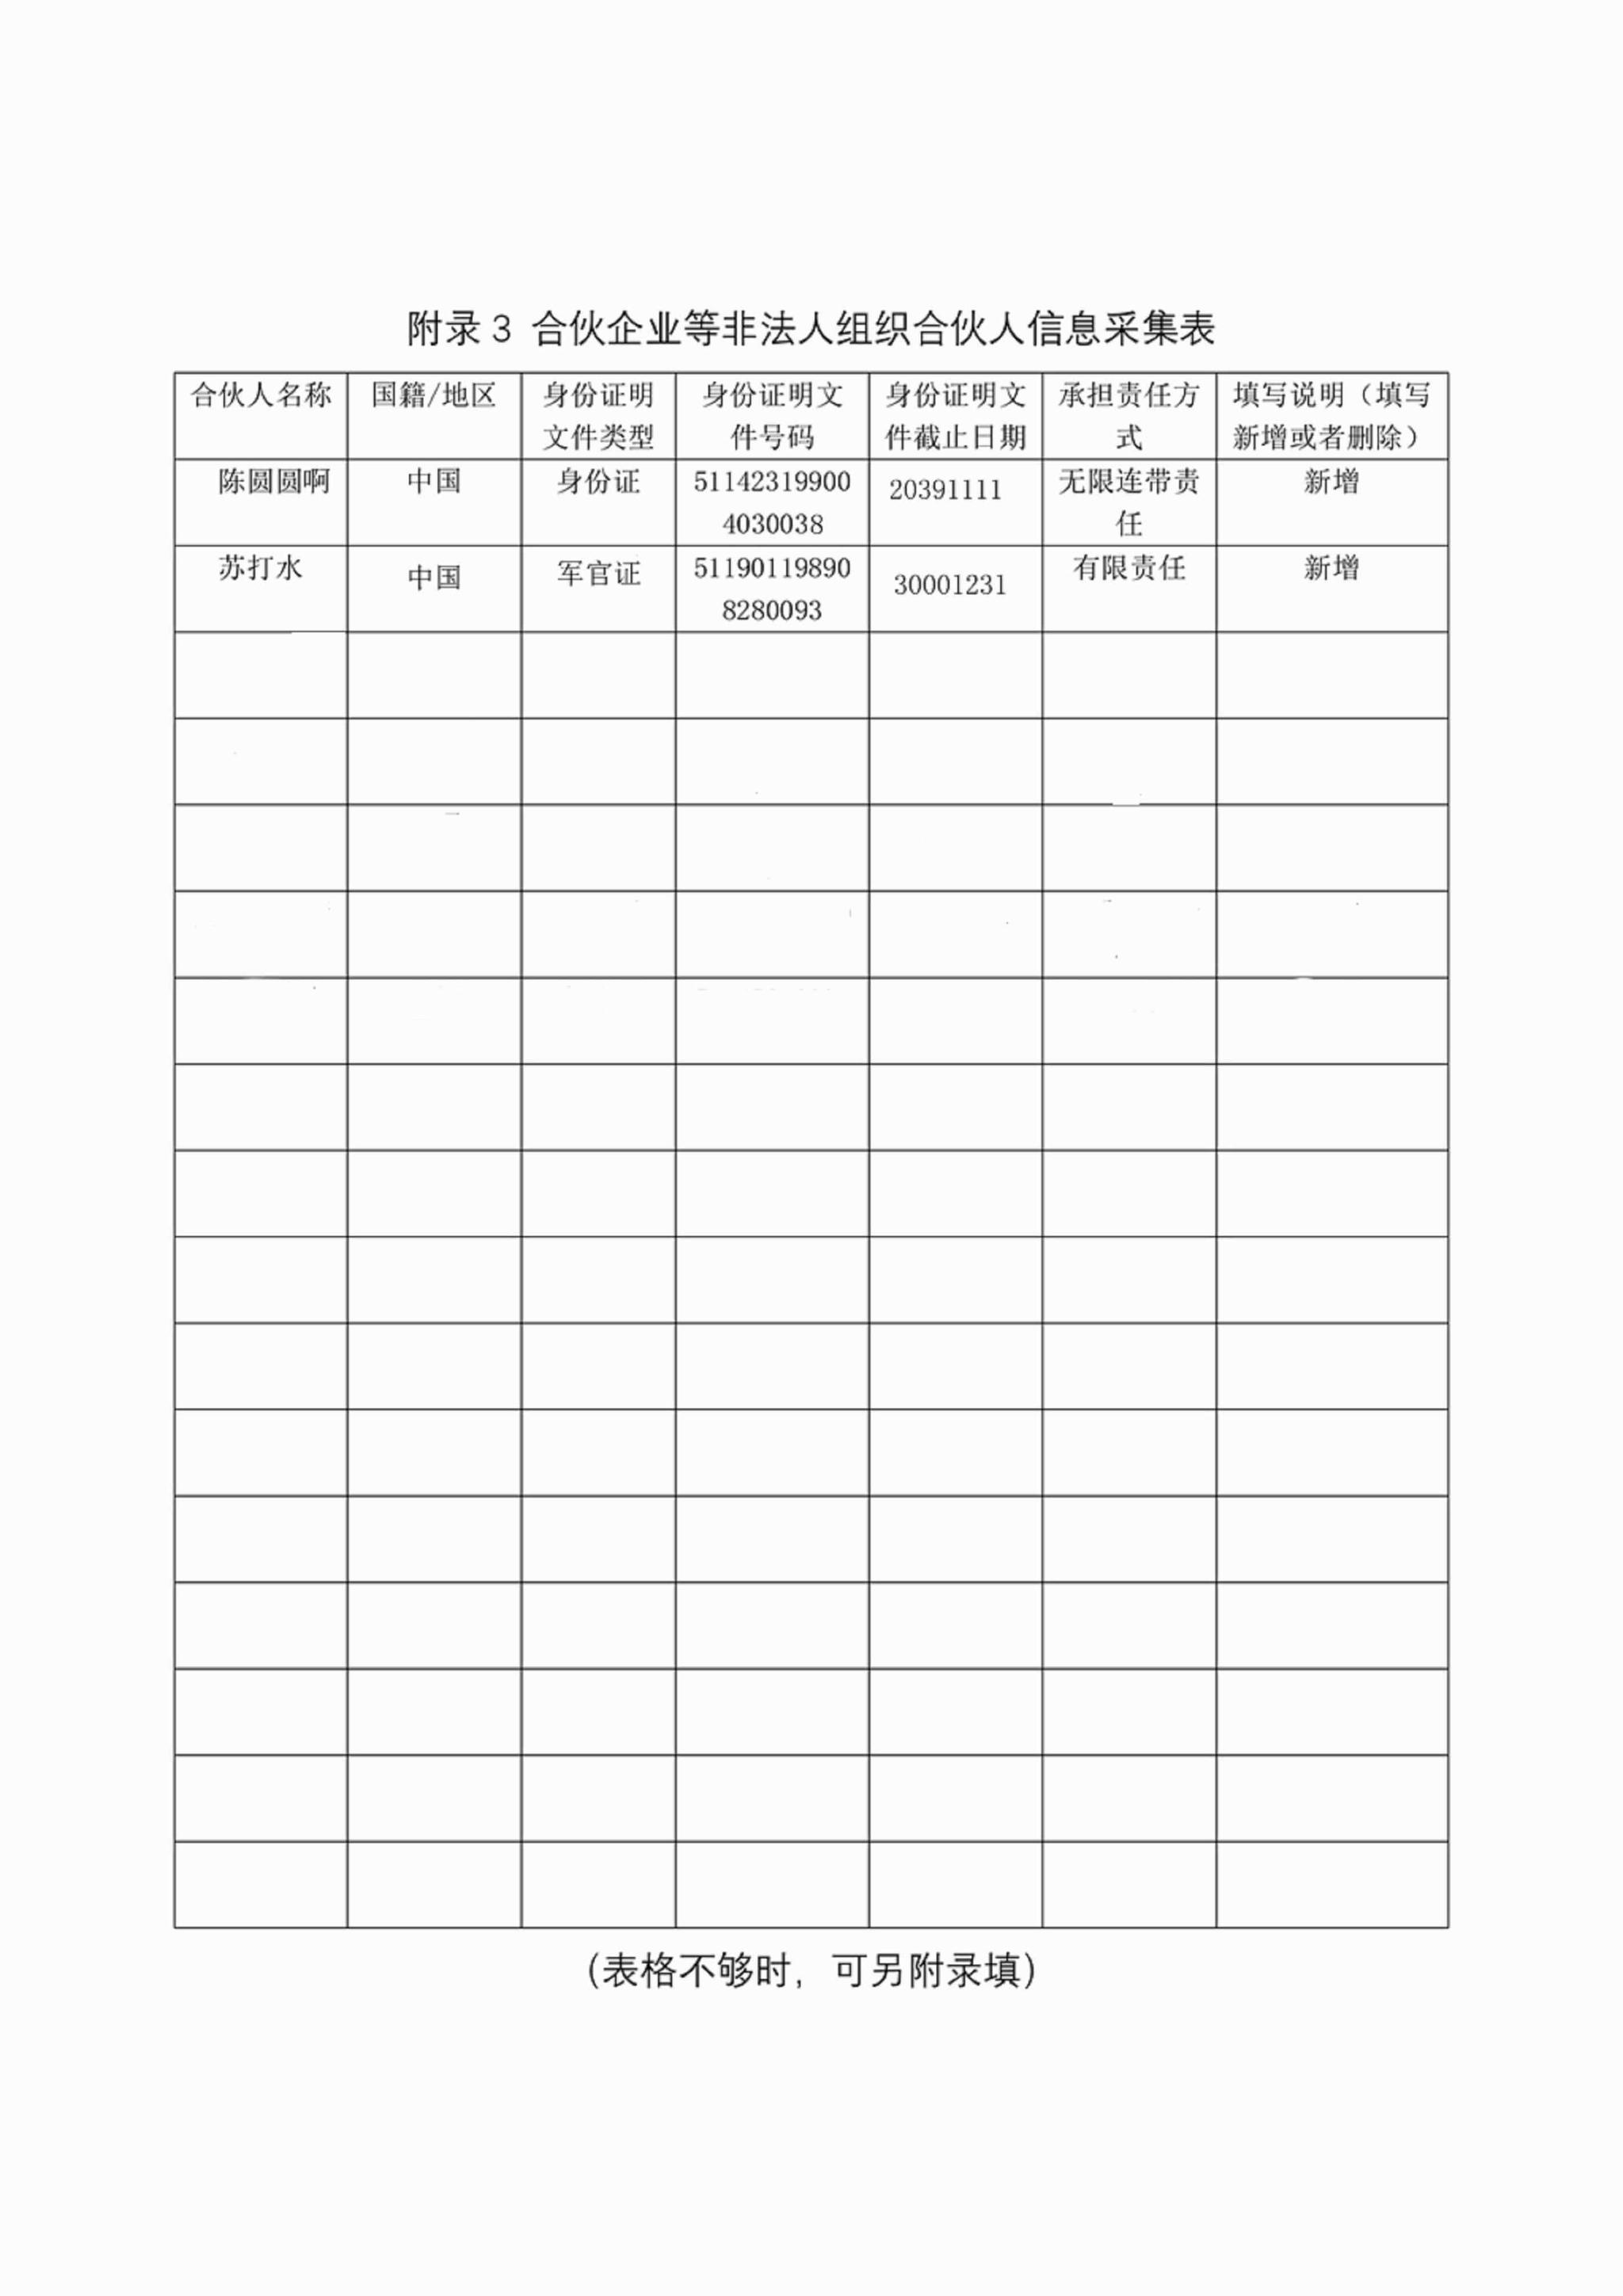 附录 3 合伙企业等非法人组织合伙人信息采集表
合伙人名称 国籍/地区 身份证明 身份证明文 身份证明文 承担责任方 填写说明（填写
文件类型 件号码 件截止日期 式 新增或者删除）
陈圆圆啊 中国 身份证 51142319900 20391111 无限连带责 新增
4030038 任
苏打水 中国 军官证 51190119890 30001231 有限责任 新增
8280093
（表格不够时，可另附录填）